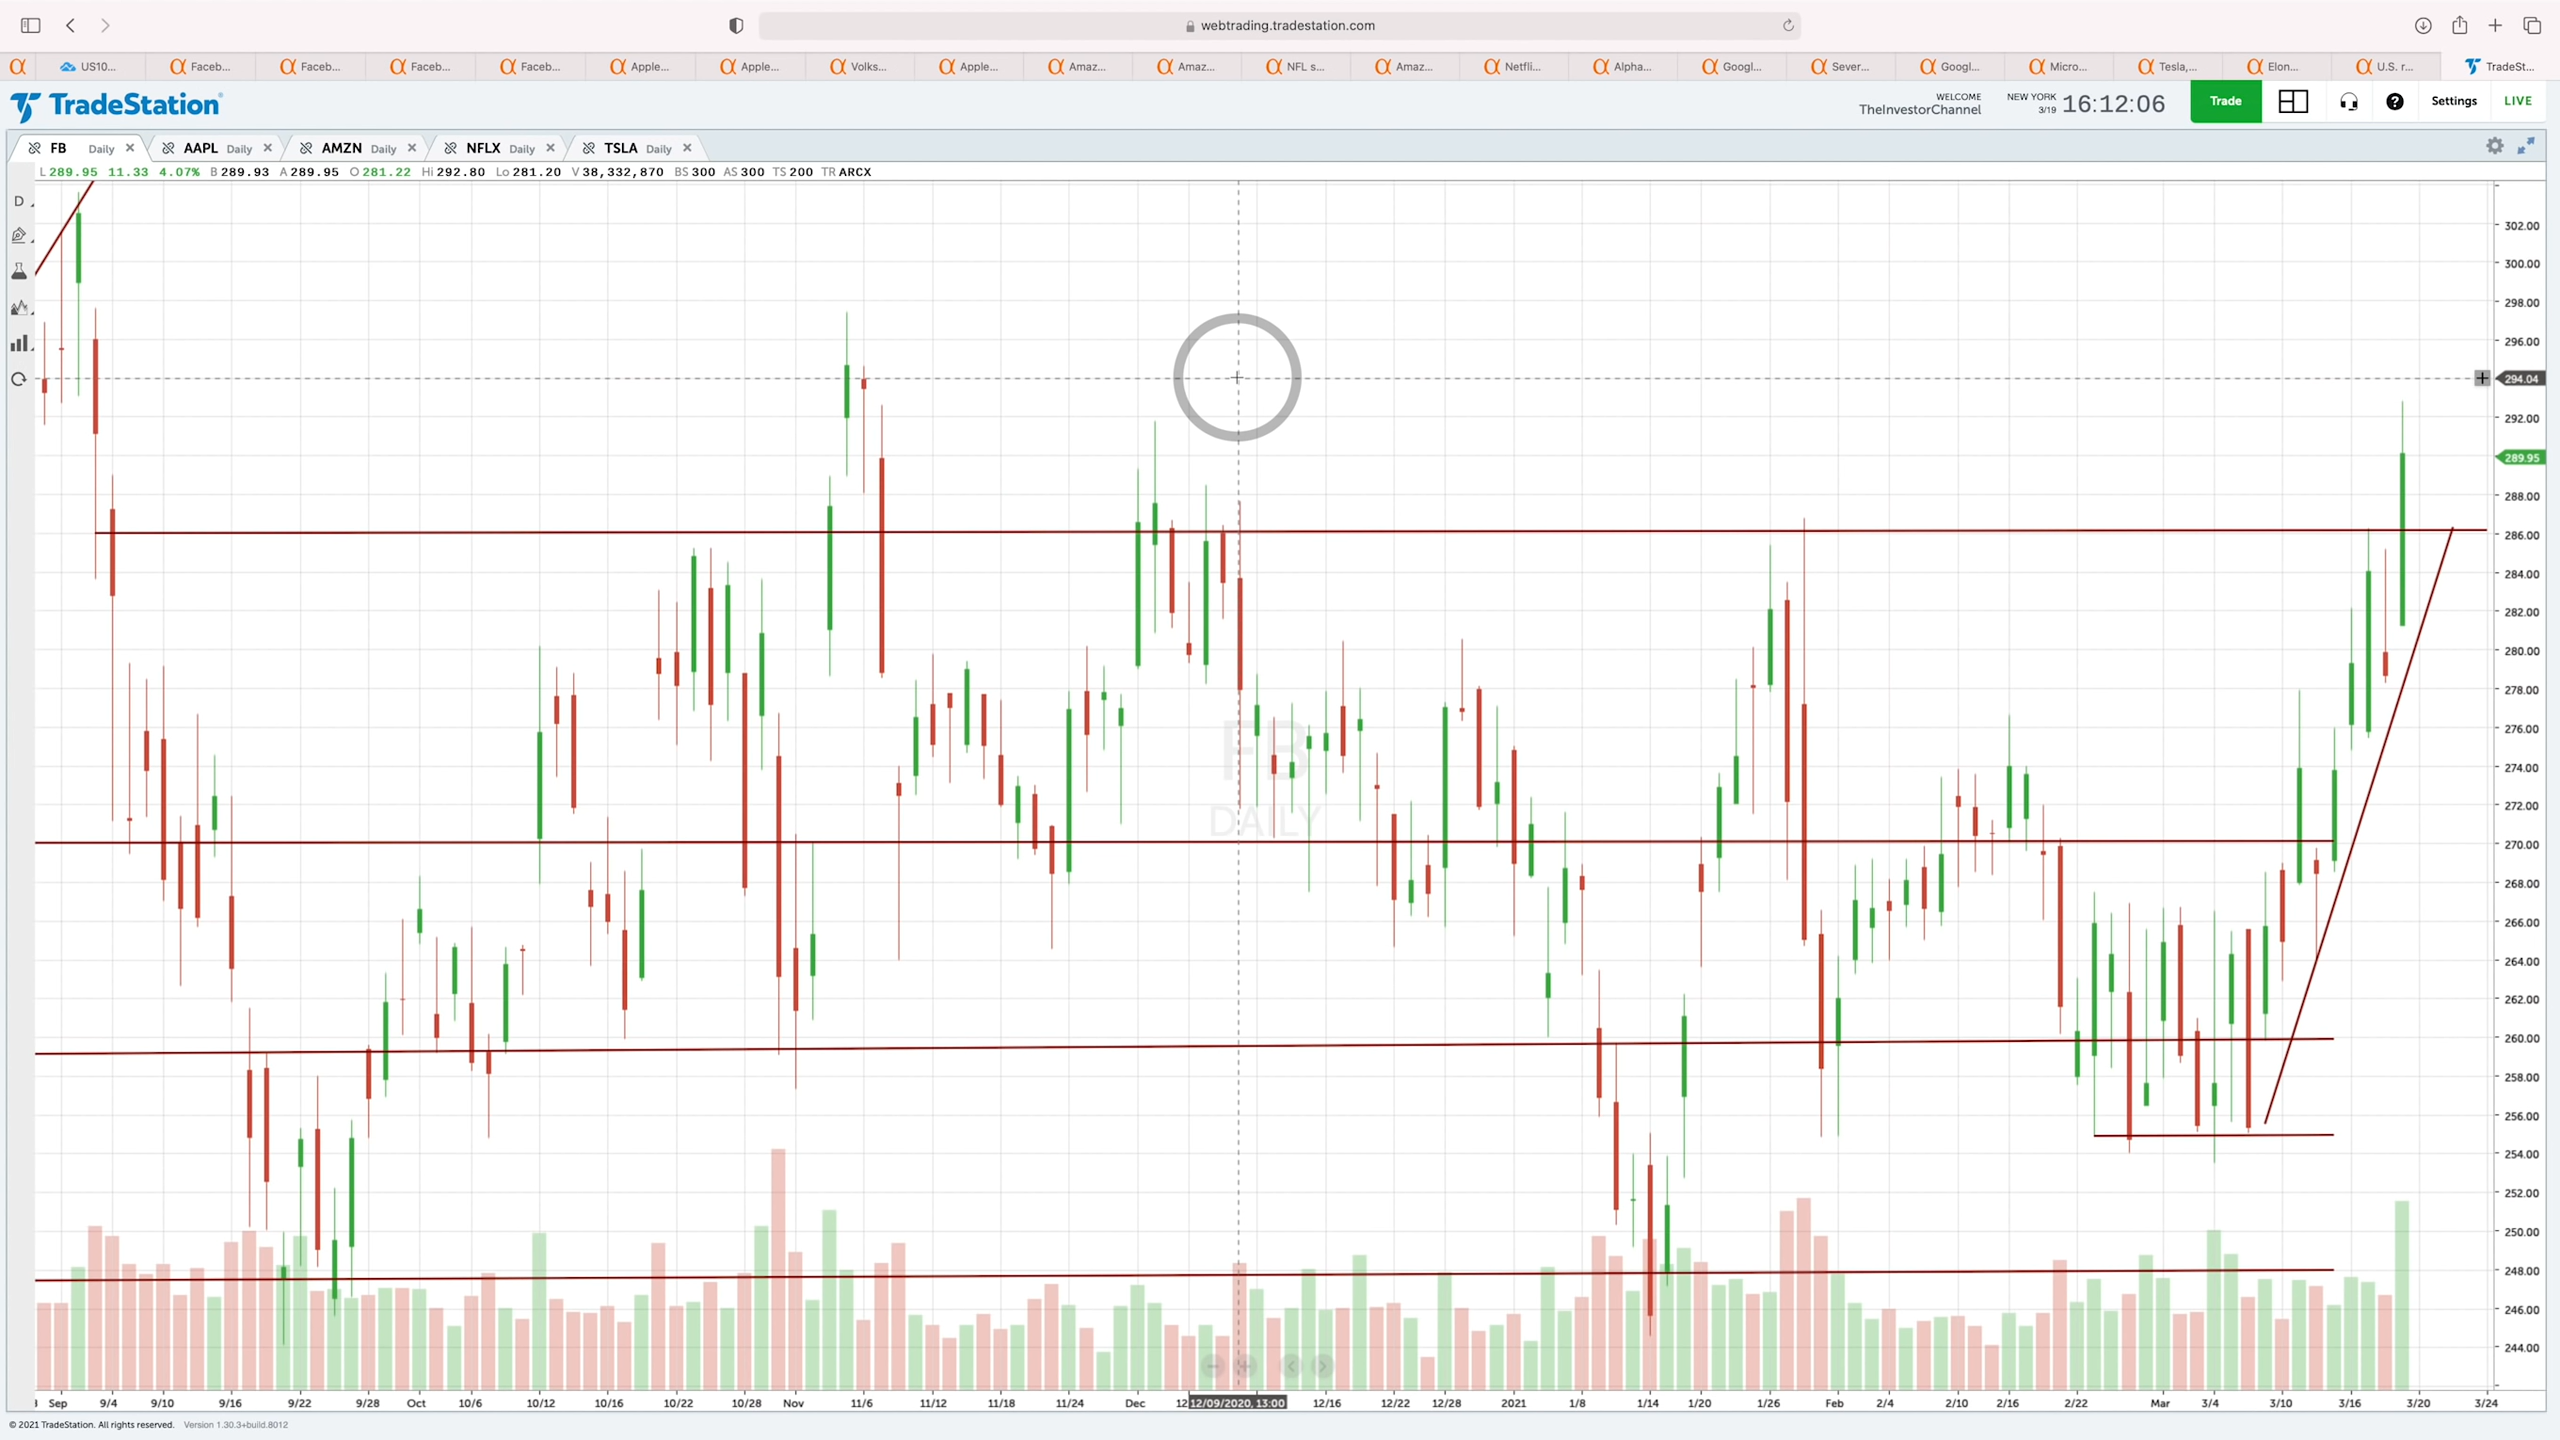 webtrading.tradestation.com
US10... Faceb... Faceb... Faceb... Faceb... Apple... Apple... Volks... Apple... Amaz... Amaz... NFL s... Amaz... Netfli... Alpha... Googl... Sever... Googl... Micro... Tesla,... Elon... U.S. r... TradeSt...
TradeStation
WELCOME
TheInvestorChannel
NEW YORK
3/19
16:12:06
Trade
Settings
LIVE
FB Daily AAPL Daily AMZN Daily NFLX Daily TSLA Daily
L 289.95 11.33 4.07% B 289.93 A 289.95 O 281.22 Hi 292.80 Lo 281.20 V 38,332,870 BS 300 AS 300 TS 200 TR ARCX
D
302.00
300.00
298.00
296.00
294.04
292.00
289.95
288.00
286.00
284.00
282.00
280.00
278.00
276.00
274.00
272.00
270.00
268.00
266.00
264.00
262.00
260.00
258.00
256.00
254.00
252.00
250.00
248.00
246.00
244.00
FB
DAILY
Sep 9/4 9/10 9/16 9/22 9/28 Oct 10/6 10/12 10/16 10/22 10/28 Nov 11/6 11/12 11/18 11/24 Dec 12 12/09/2020, 13:00 12/16 12/22 12/28 2021 1/8 1/14 1/20 1/26 Feb 2/4 2/10 2/16 2/22 Mar 3/4 3/10 3/16 3/20 3/24
© 2021 TradeStation. All rights reserved. Version 1.30.3+build.8012